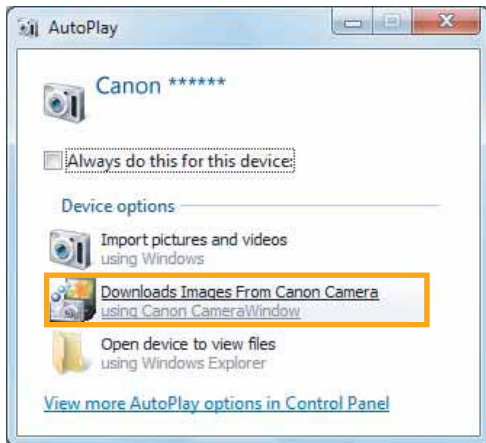 AutoPlay
Canon ******
Always do this for this device:
Device options
Import pictures and videos
using Windows
Downloads Images From Canon Camera
using Canon CameraWindow
Open device to view files
using Windows Explorer
View more AutoPlay options in Control Panel